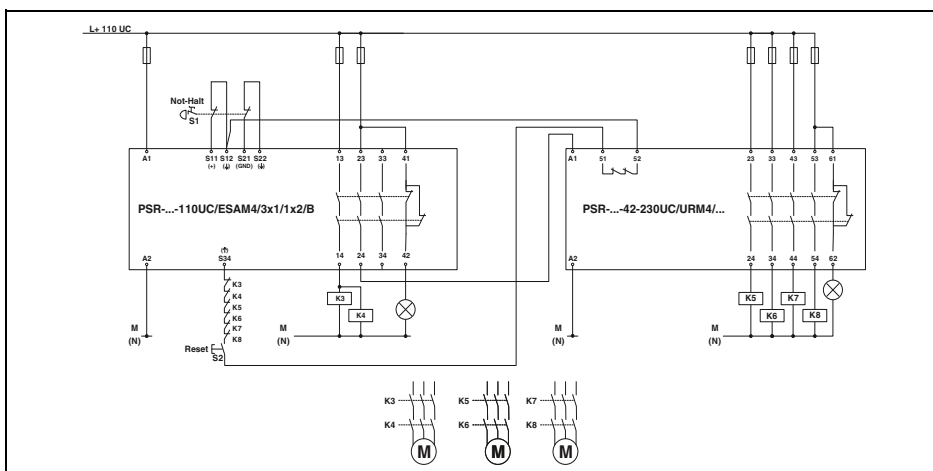 L+ 110 UC
Not-Halt
S1
A1 S11 S12 S21 S22 13 23 33 41
(+) (GND)
A1 51 52 23 33 43 53 61
PSR-...-110UC/ESAM4/3x1/1x2/B
PSR-...-42-230UC/URM4/...
A2 S34 14 24 34 42
A2 24 34 44 54 62
K3
K4
K5
K6
K7
K8
Reset
S2
M
(N)
K3
K4
M
(N)
M
(N)
K5
K6
K7
K8
M
(N)
K3
K4
M
K5
K6
M
K7
K8
M